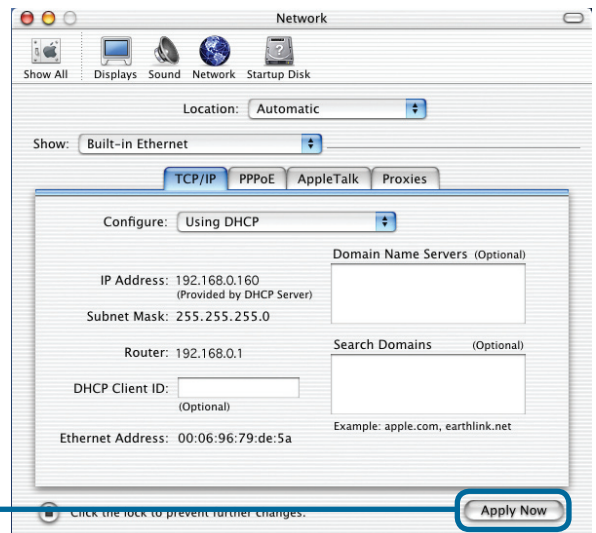 Network
Show All Displays Sound Network Startup Disk
Location: Automatic
Show: Built-in Ethernet
TCP/IP PPPoE AppleTalk Proxies
Configure: Using DHCP
Domain Name Servers (Optional)
IP Address: 192.168.0.160
(Provided by DHCP Server)
Subnet Mask: 255.255.255.0
Router: 192.168.0.1
Search Domains (Optional)
DHCP Client ID:
(Optional)
Example: apple.com, earthlink.net
Ethernet Address: 00:06:96:79:de:5a
Click the lock to prevent further changes.
Apply Now